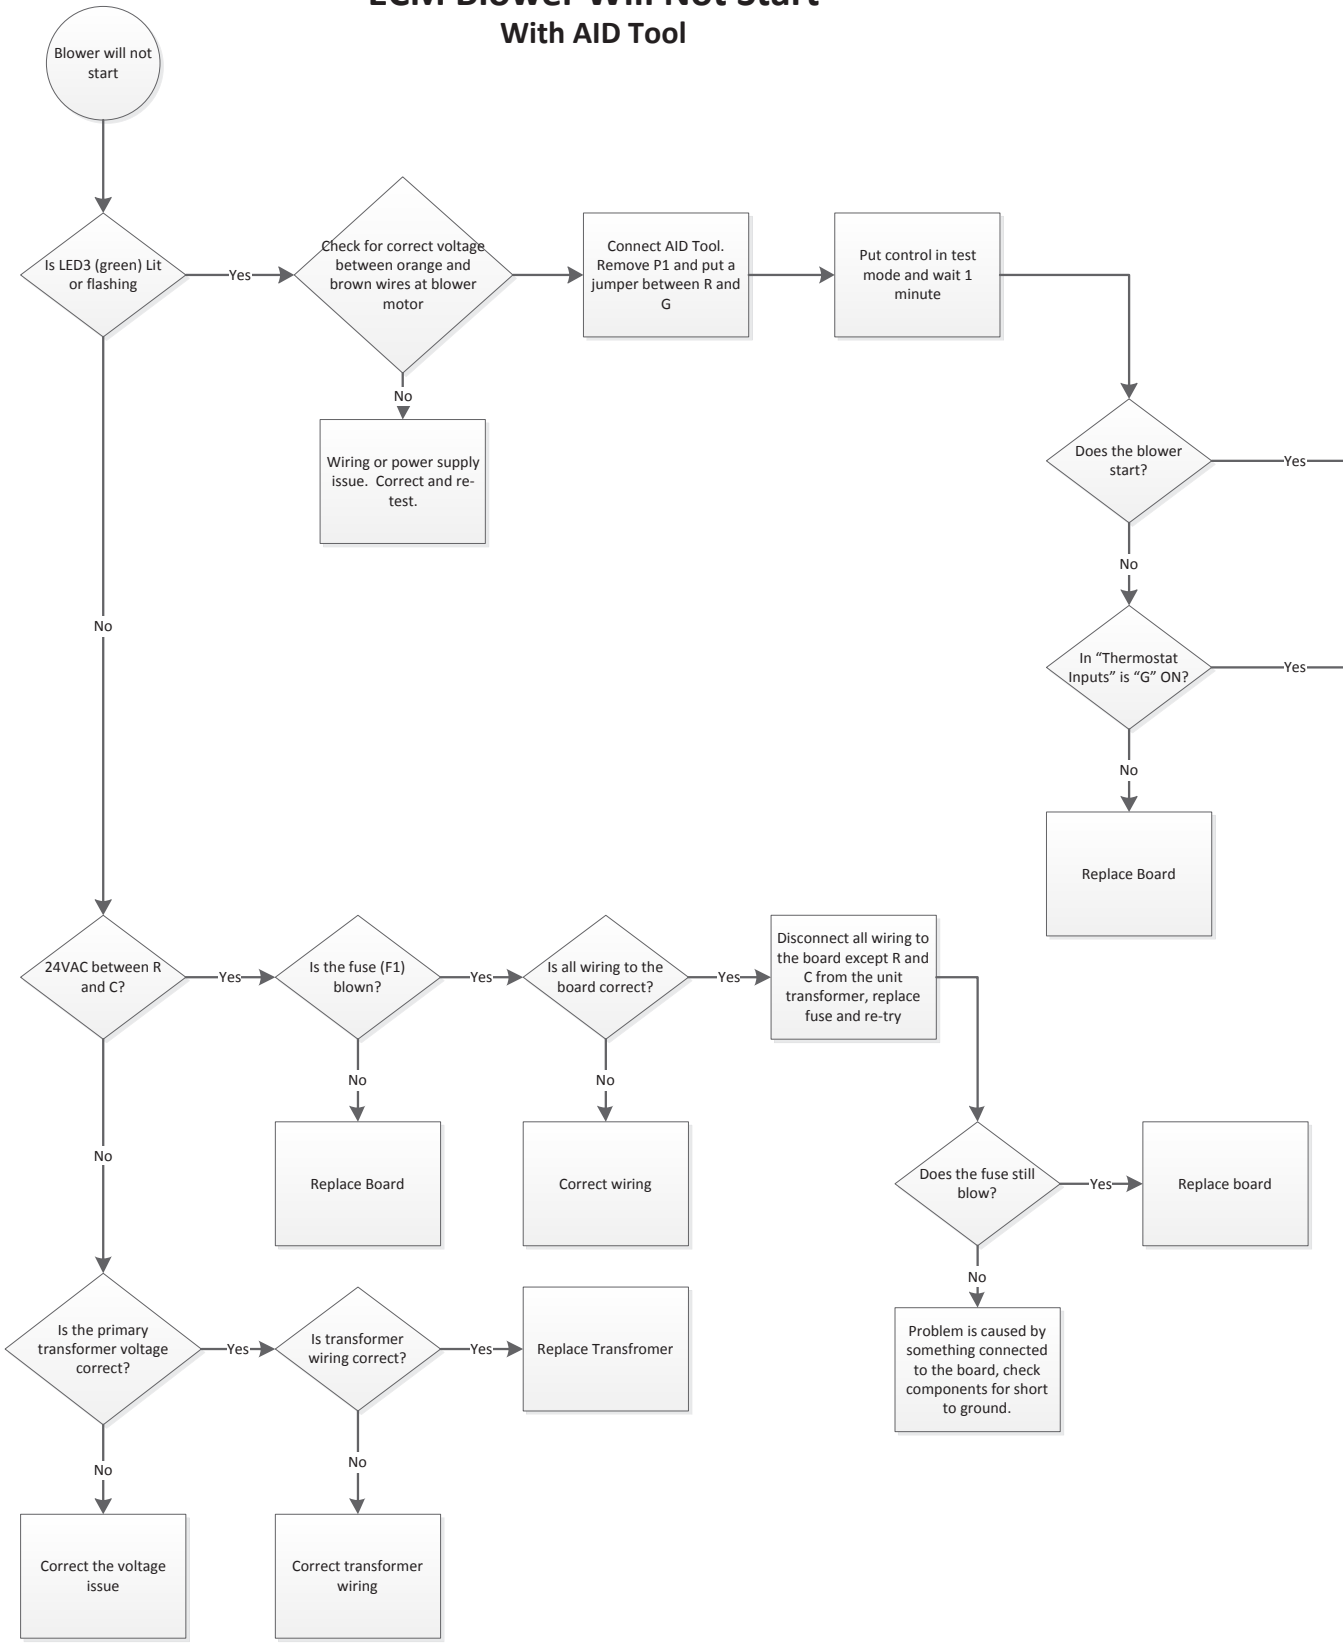 ECM Blower Will Not Start
With AID Tool
Blower will not
start
Is LED3 (green) Lit
or flashing
Yes
Check for correct voltage
between orange and
brown wires at blower
motor
Connect AID Tool.
Remove P1 and put a
jumper between R and
G
Put control in test
mode and wait 1
minute
No
Wiring or power supply
issue.  Correct and re-
test.
Does the blower
start?
Yes
No
In “Thermostat
Inputs” is “G” ON?
Yes
No
Replace Board
No
24VAC between R
and C?
Yes
Is the fuse (F1)
blown?
Yes
Is all wiring to the
board correct?
Yes
Disconnect all wiring to
the board except R and
C from the unit
transformer, replace
fuse and re-try
No
Replace Board
No
Correct wiring
Does the fuse still
blow?
Yes
Replace board
No
Problem is caused by
something connected
to the board, check
components for short
to ground.
No
Is the primary
transformer voltage
correct?
Yes
Is transformer
wiring correct?
Yes
Replace Transfromer
No
Correct the voltage
issue
No
Correct transformer
wiring